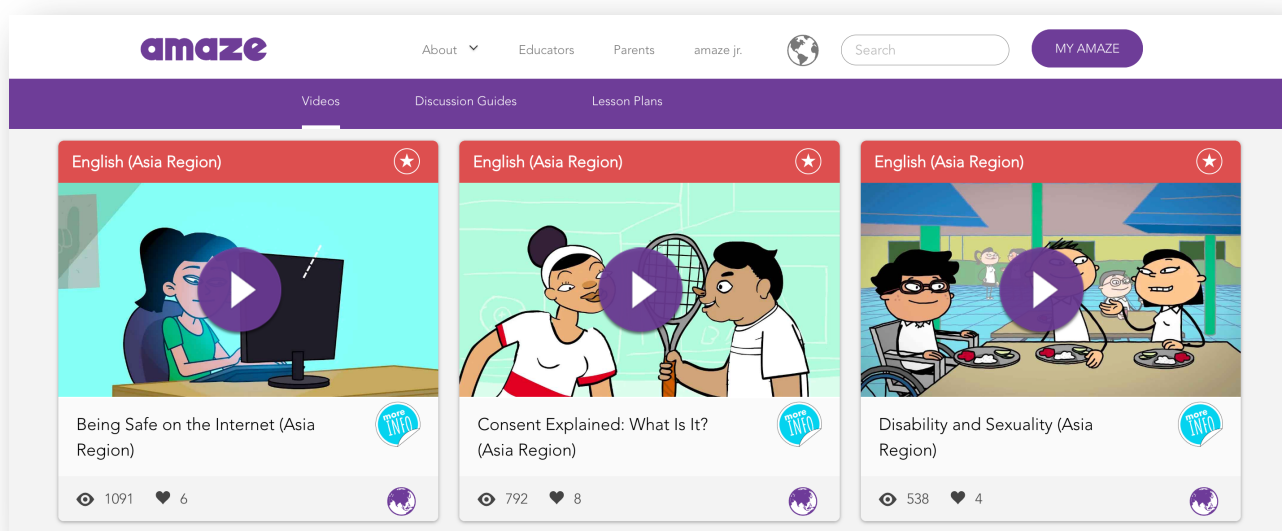 amaze
About Educators Parents amaze jr. Search MY AMAZE
Videos Discussion Guides Lesson Plans
English (Asia Region)
Being Safe on the Internet (Asia
Region)
more
INFO
1091 6
English (Asia Region)
Consent Explained: What Is It?
(Asia Region)
more
INFO
792 8
English (Asia Region)
Disability and Sexuality (Asia
Region)
more
INFO
538 4